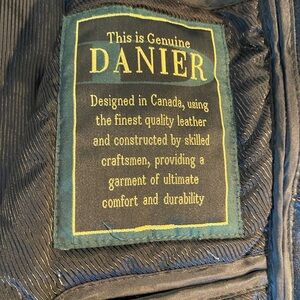 This is Genuine
DANIER
Designed in Canada, using
the finest quality leather
and constructed by skilled
craftsmen, providing a
garment of ultimate
comfort and durability